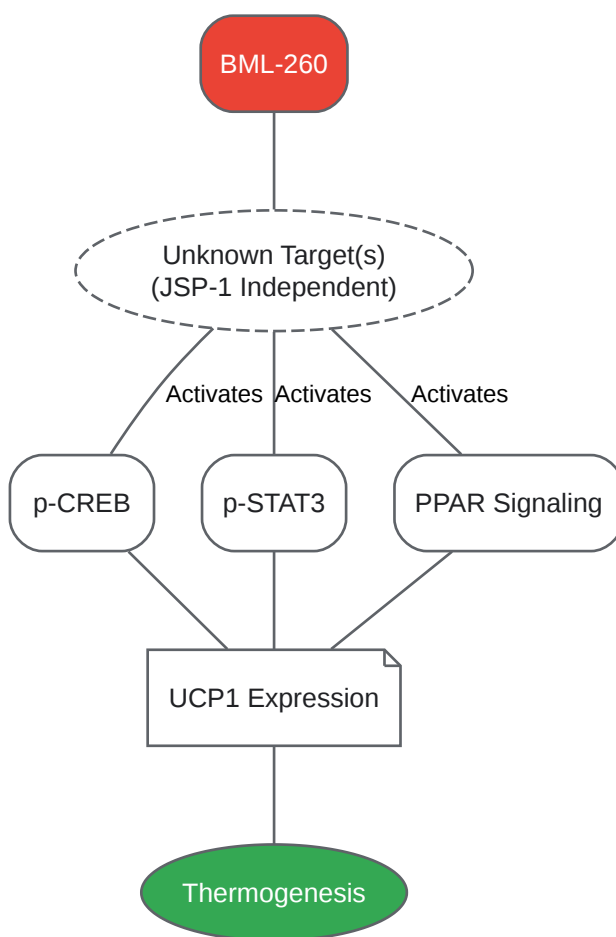 BML-260
Unknown Target(s)
(JSP-1 Independent)
Activates Activates Activates
p-CREB p-STAT3 PPAR Signaling
UCP1 Expression
Thermogenesis